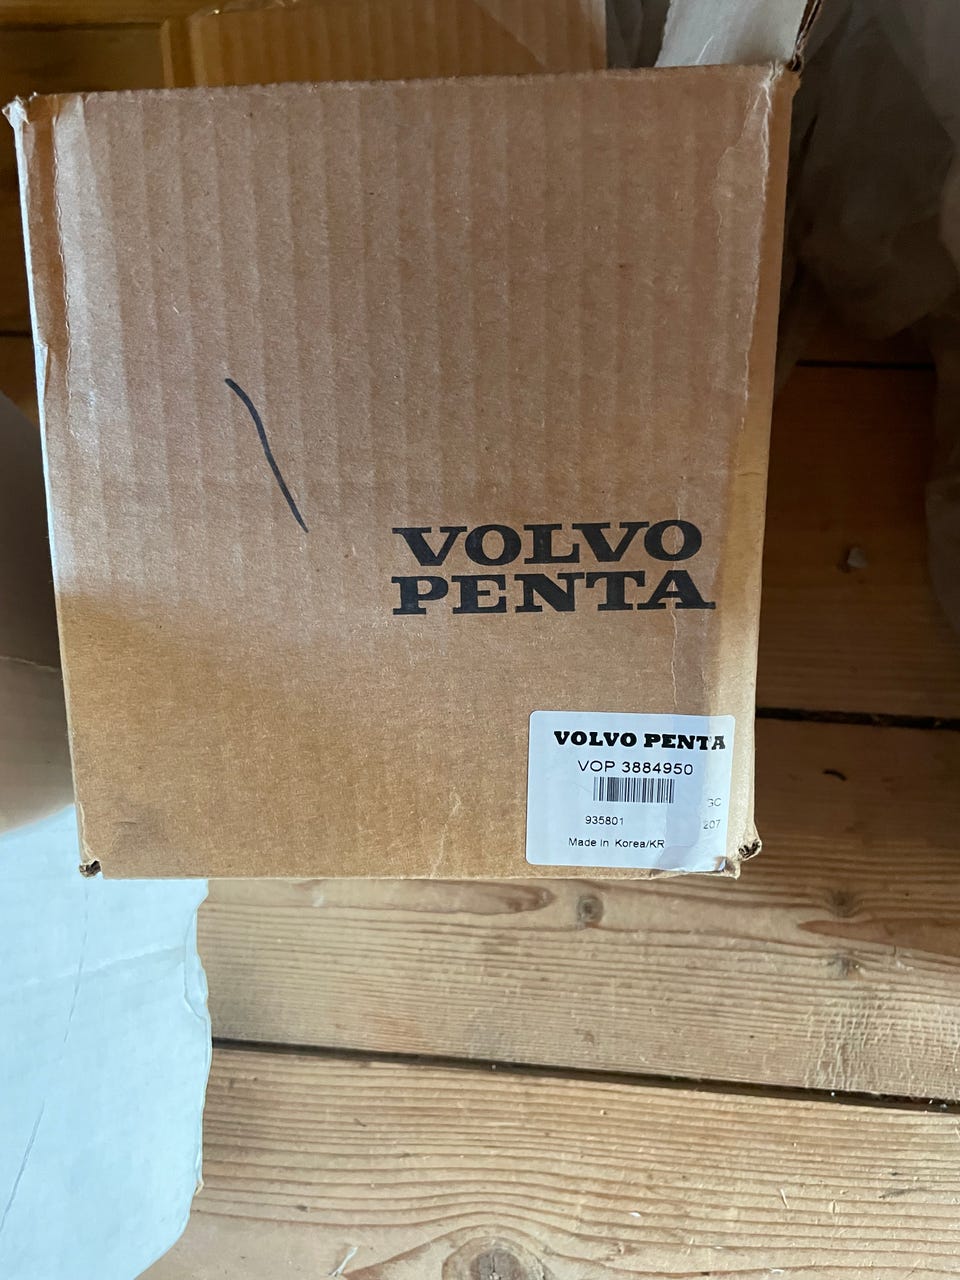 VOLVO
PENTA
VOLVO PENTA
VOP 3884950
GC
935801
207
Made in Korea/KR